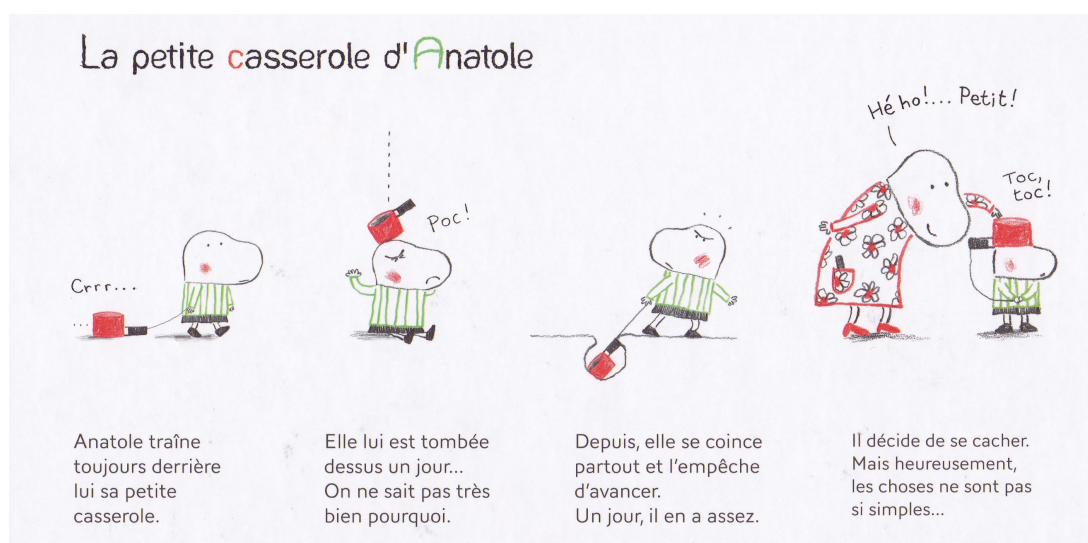 La petite casserole d'Anatole
Hé ho!... Petit!
Toc,
toc!
Poc!
Crrr...
...
Anatole traîne
toujours derrière
lui sa petite
casserole.
Elle lui est tombée
dessus un jour...
On ne sait pas très
bien pourquoi.
Depuis, elle se coince
partout et l'empêche
d'avancer.
Un jour, il en a assez.
Il décide de se cacher.
Mais heureusement,
les choses ne sont pas
si simples...